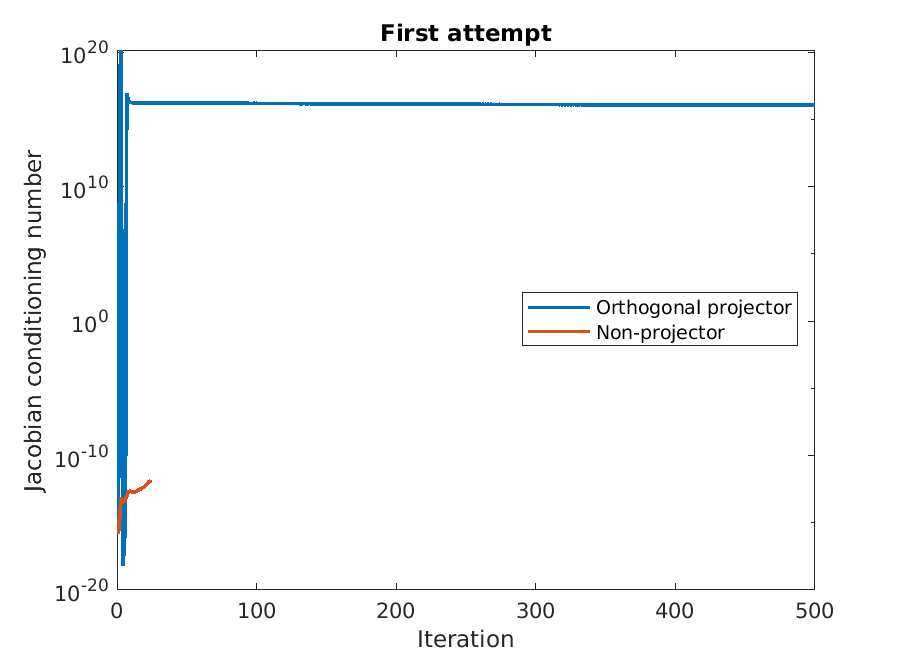 First attempt
Jacobian conditioning number
10^20
10^10
10^0
10^-10
10^-20
Orthogonal projector
Non-projector
0 100 200 300 400 500
Iteration